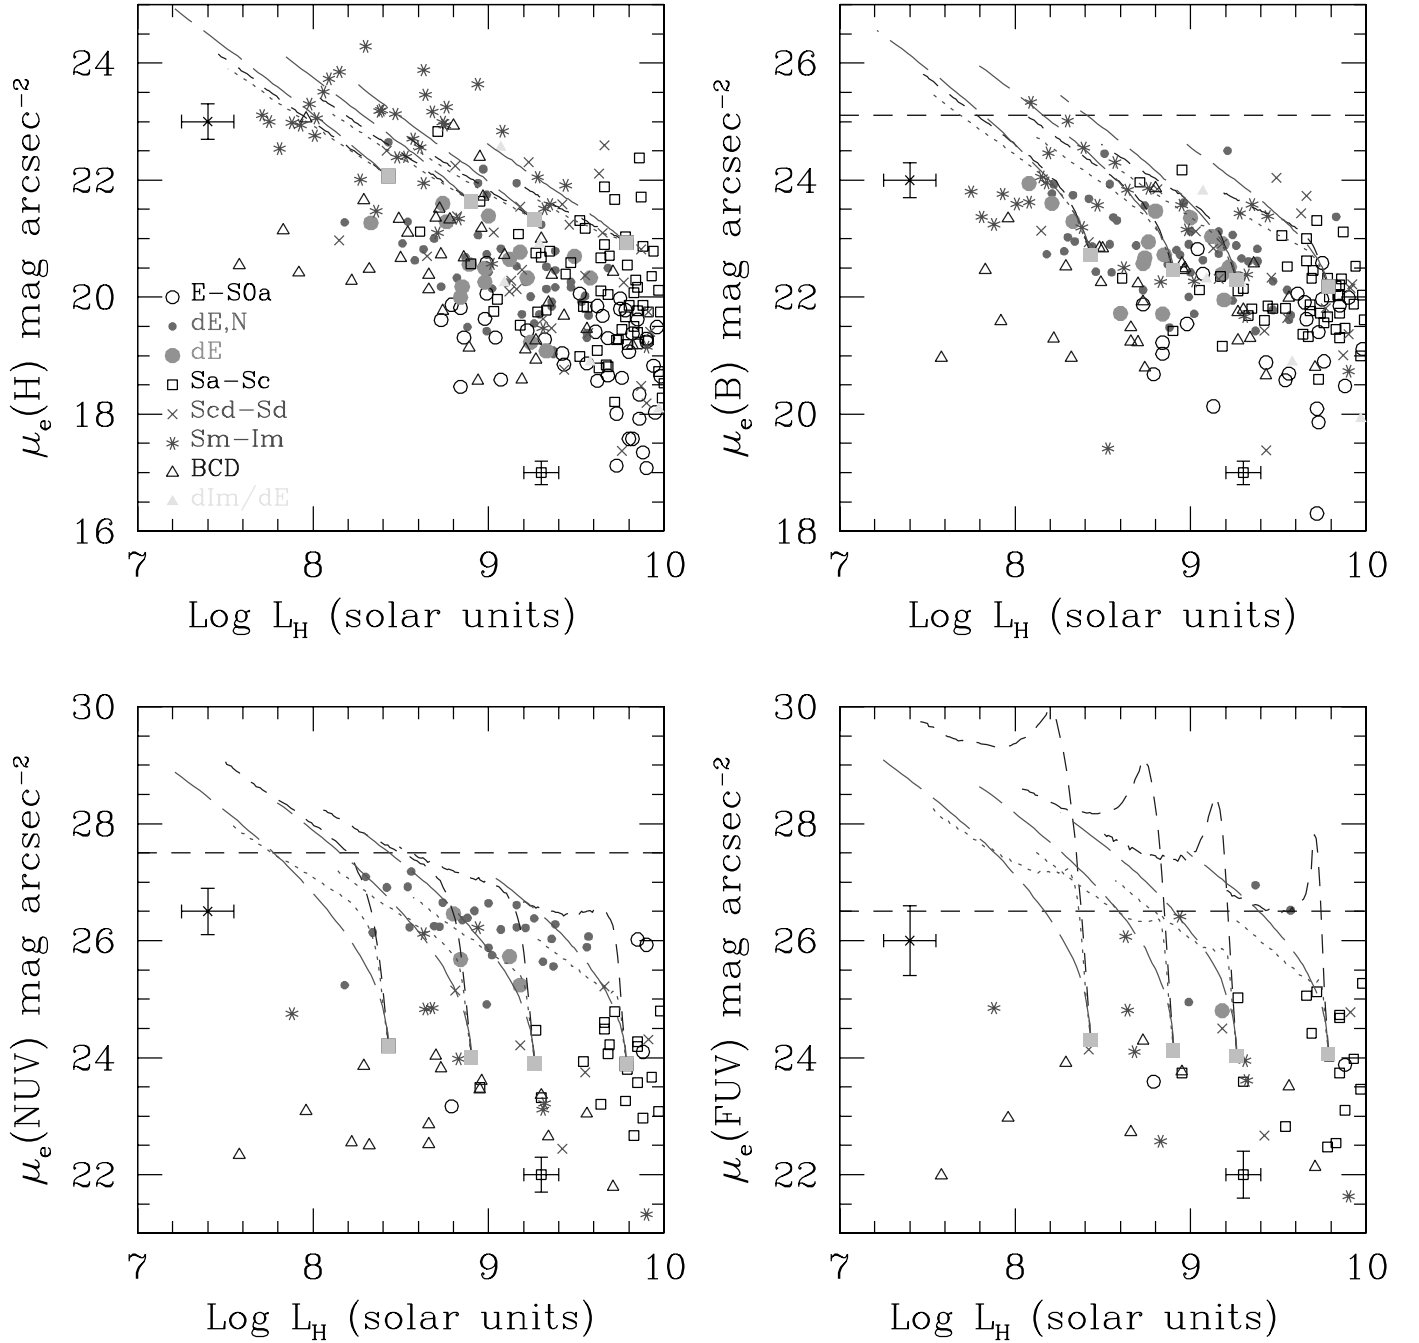 24
22
20
18
16
μe(H) mag arcsec−2
E−S0a
dE,N
dE
Sa−Sc
Scd−Sd
Sm−Im
BCD
dIm/dE
7 8 9 10
Log LH (solar units)
26
24
22
20
18
μe(B) mag arcsec−2
7 8 9 10
Log LH (solar units)
30
28
26
24
22
μe(NUV) mag arcsec−2
7 8 9 10
Log LH (solar units)
30
28
26
24
22
μe(FUV) mag arcsec−2
7 8 9 10
Log LH (solar units)